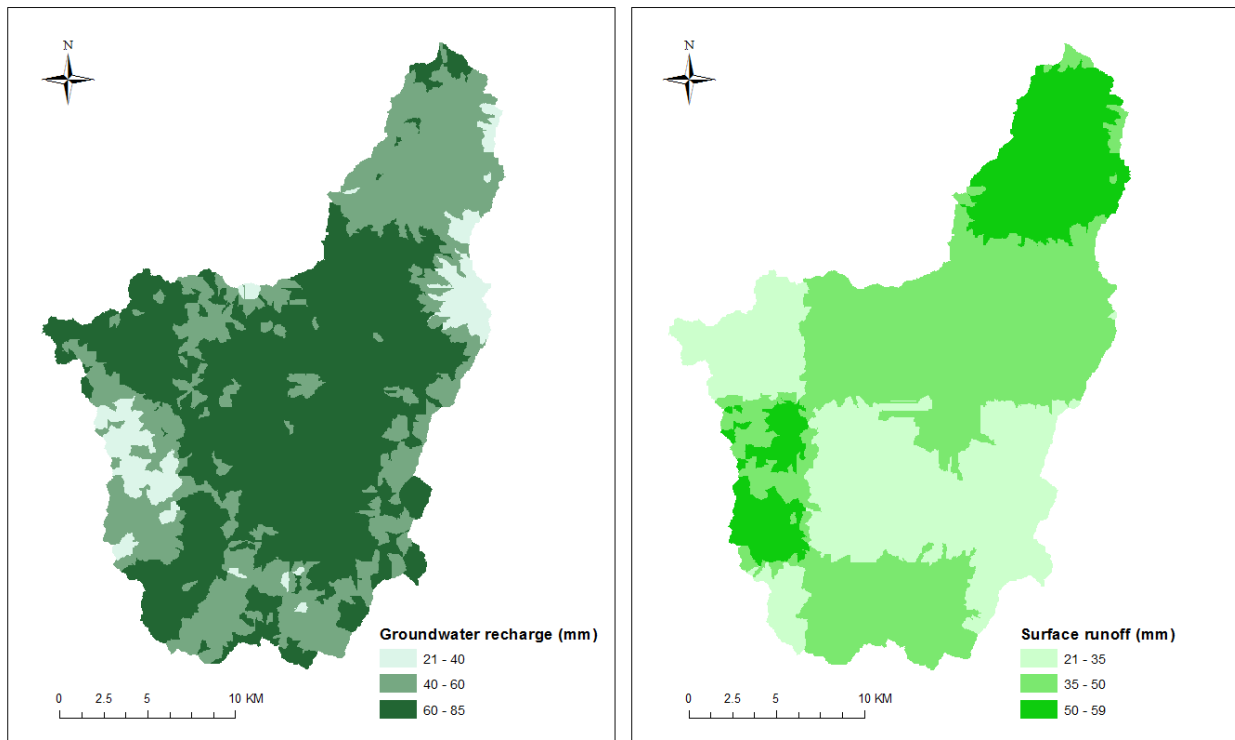 N
Groundwater recharge (mm)
21 - 40
40 - 60
60 - 85
0 2.5 5 10 KM
N
Surface runoff (mm)
21 - 35
35 - 50
50 - 59
0 2.5 5 10 KM